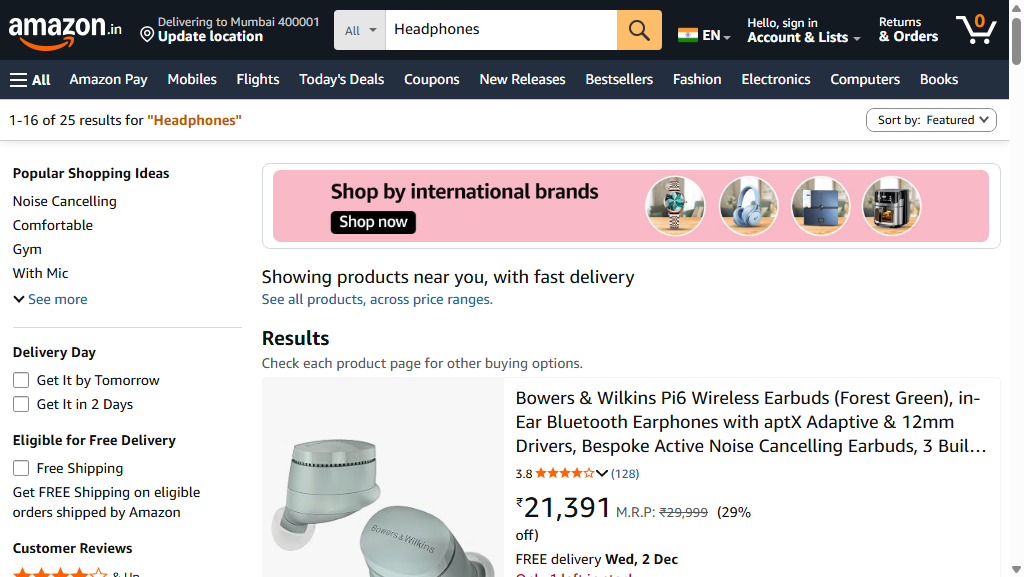 amazon.in
Delivering to Mumbai 400001
Update location
All
Headphones
EN
Hello, sign in
Account & Lists
Returns
& Orders
0
All
Amazon Pay
Mobiles
Flights
Today's Deals
Coupons
New Releases
Bestsellers
Fashion
Electronics
Computers
Books
1-16 of 25 results for "Headphones"
Sort by: Featured
Popular Shopping Ideas
Noise Cancelling
Comfortable
Gym
With Mic
See more
Delivery Day
Get It by Tomorrow
Get It in 2 Days
Eligible for Free Delivery
Free Shipping
Get FREE Shipping on eligible
orders shipped by Amazon
Customer Reviews
& Up
Shop by international brands
Shop now
Showing products near you, with fast delivery
See all products, across price ranges.
Results
Check each product page for other buying options.
Bowers & Wilkins
Bowers & Wilkins Pi6 Wireless Earbuds (Forest Green), in-
Ear Bluetooth Earphones with aptX Adaptive & 12mm
Drivers, Bespoke Active Noise Cancelling Earbuds, 3 Buil...
3.8 (128)
₹21,391 M.R.P: ₹29,999 (29%
off)
FREE delivery Wed, 2 Dec
Only 1 left in stock